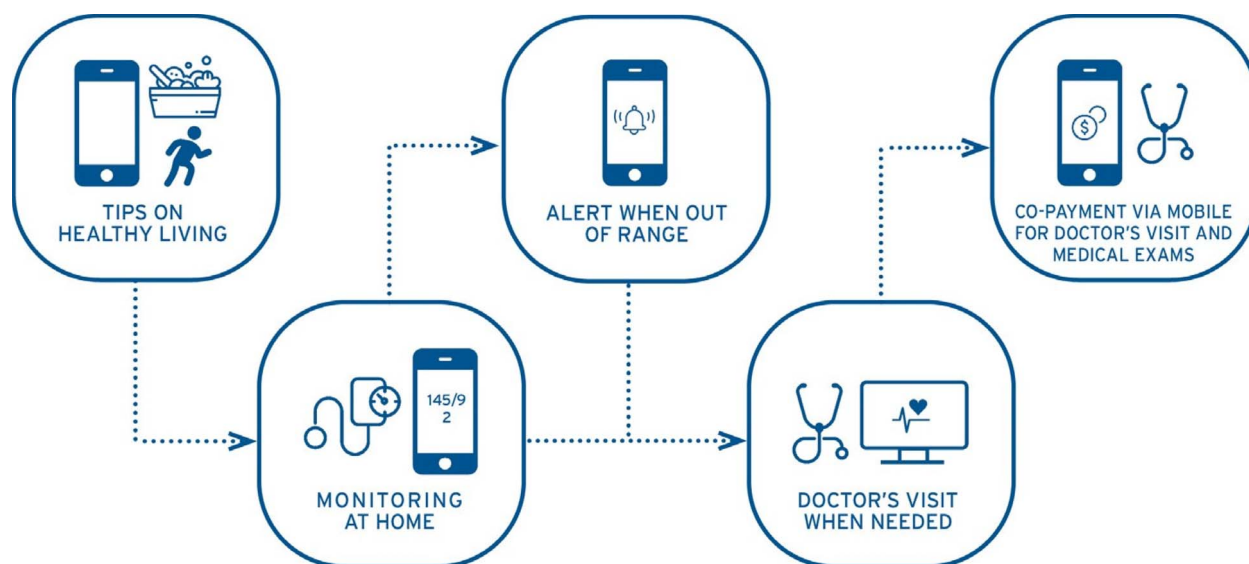 TIPS ON
HEALTHY LIVING
145/9
2
MONITORING
AT HOME
ALERT WHEN OUT
OF RANGE
DOCTOR'S VISIT
WHEN NEEDED
$
CO-PAYMENT VIA MOBILE
FOR DOCTOR'S VISIT AND
MEDICAL EXAMS